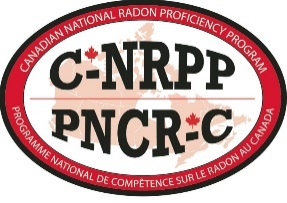 CANADIAN NATIONAL RADON PROFICIENCY PROGRAM
C-NRPP
PNCR-C
PROGRAMME NATIONAL DE COMPÉTENCE SUR LE RADON AU CANADA